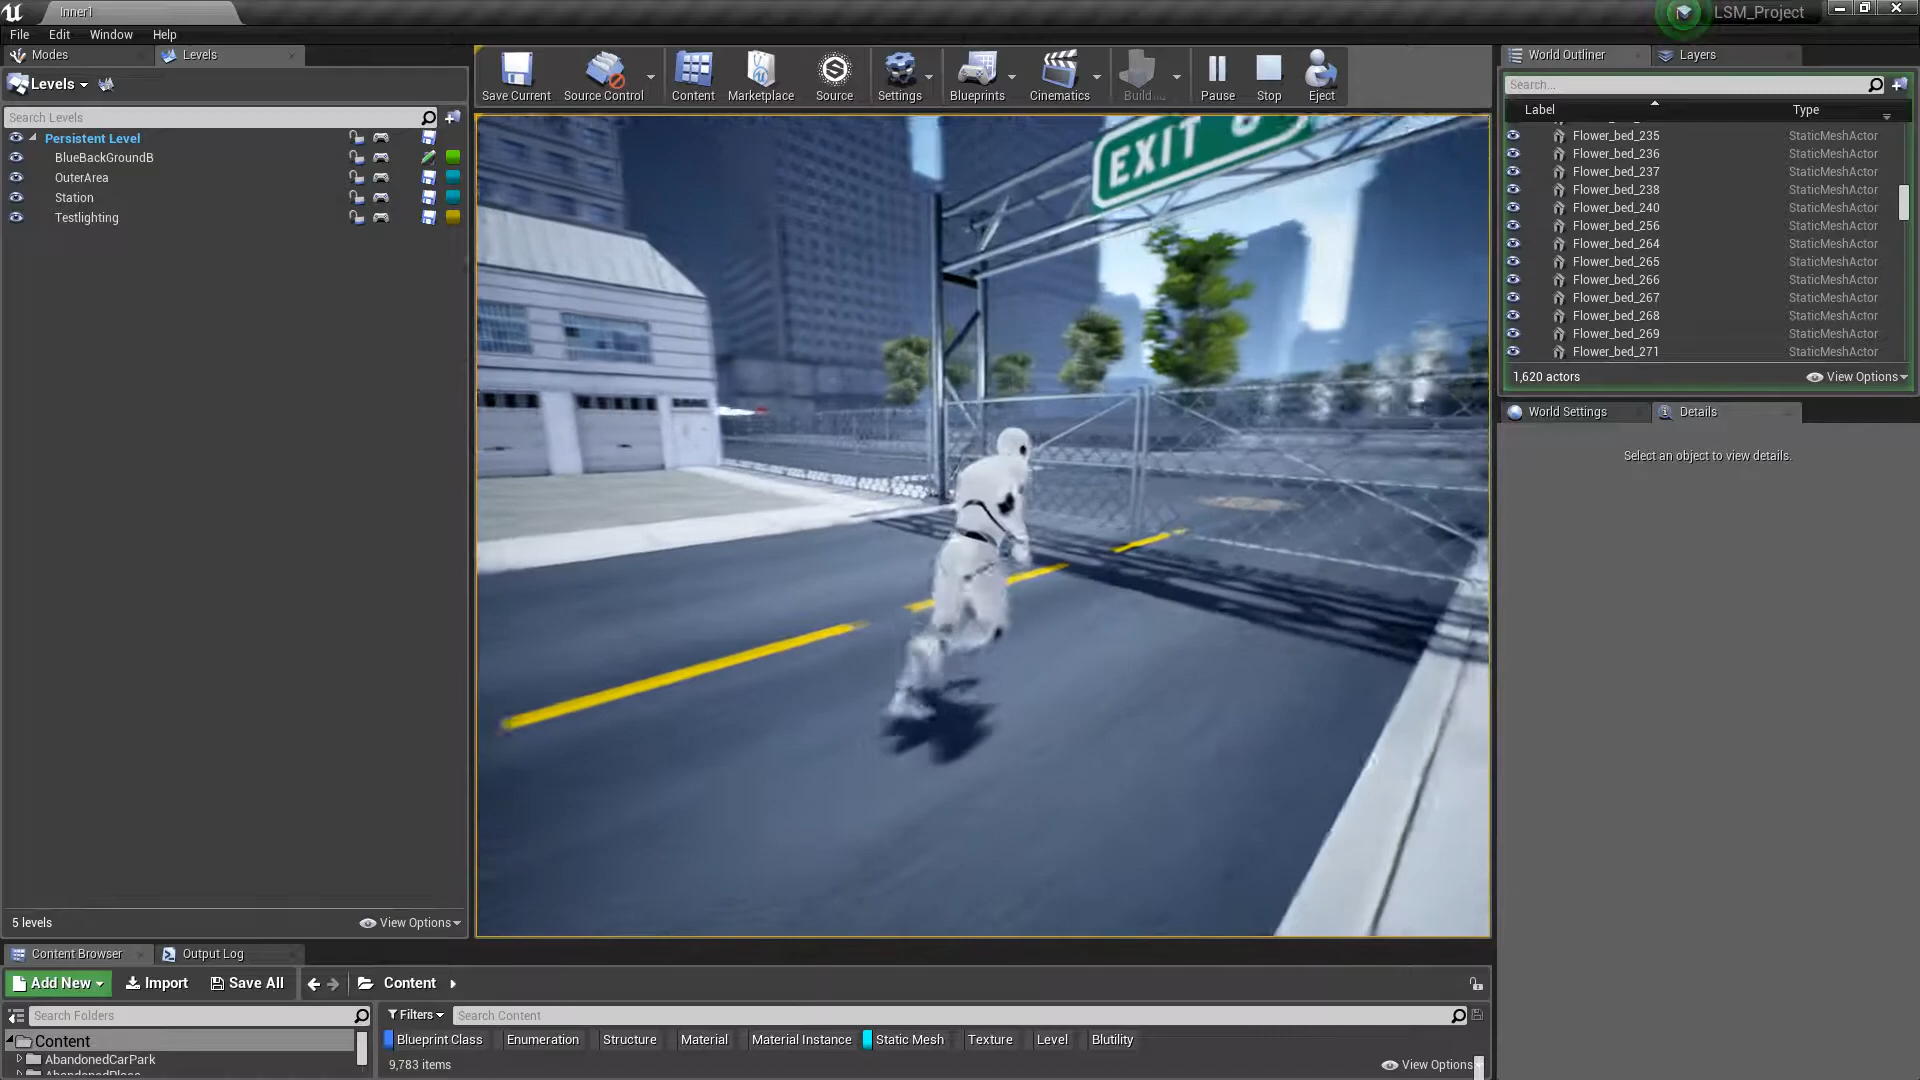 Inner1
LSM_Project
File Edit Window Help
Modes
Levels
Levels
Search Levels
Persistent Level
BlueBackGroundB
OuterArea
Station
Testlighting
5 levels
View Options
Save Current
Source Control
Content
Marketplace
Source
Settings
Blueprints
Cinematics
Build
Pause
Stop
Eject
EXIT
World Outliner
Layers
Search...
Label Type
Flower_bed_235 StaticMeshActor
Flower_bed_236 StaticMeshActor
Flower_bed_237 StaticMeshActor
Flower_bed_238 StaticMeshActor
Flower_bed_240 StaticMeshActor
Flower_bed_256 StaticMeshActor
Flower_bed_264 StaticMeshActor
Flower_bed_265 StaticMeshActor
Flower_bed_266 StaticMeshActor
Flower_bed_267 StaticMeshActor
Flower_bed_268 StaticMeshActor
Flower_bed_269 StaticMeshActor
Flower_bed_271 StaticMeshActor
1,620 actors
View Options
World Settings
Details
Select an object to view details.
Content Browser
Output Log
Add New
Import
Save All
Content
Search Folders
Content
AbandonedCarPark
Filters
Search Content
Blueprint Class
Enumeration
Structure
Material
Material Instance
Static Mesh
Texture
Level
Blutility
9,783 items
View Options